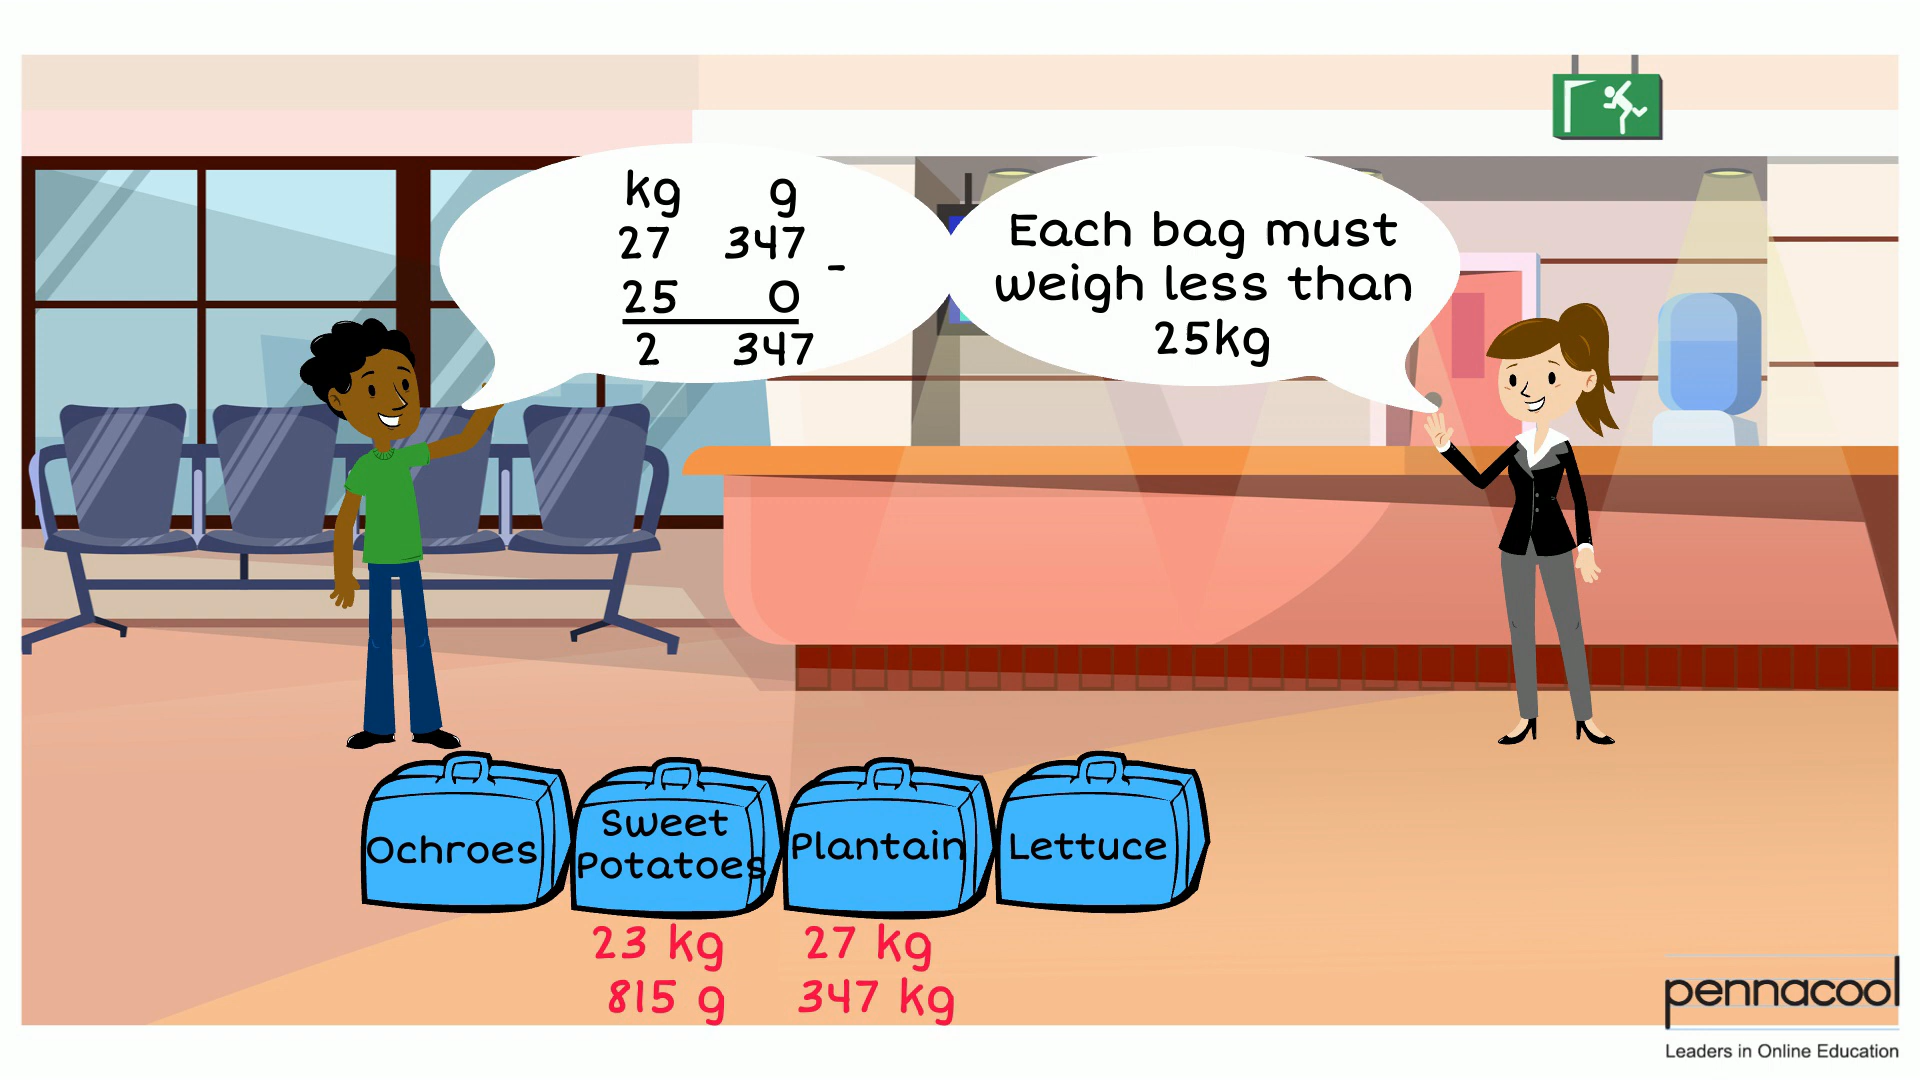 kg g
27 347
-
25 0
2 347
Each bag must
weigh less than
25kg
Ochroes
Sweet
Potatoes
Plantain
Lettuce
23 kg
815 g
27 kg
347 kg
pennacool
Leaders in Online Education